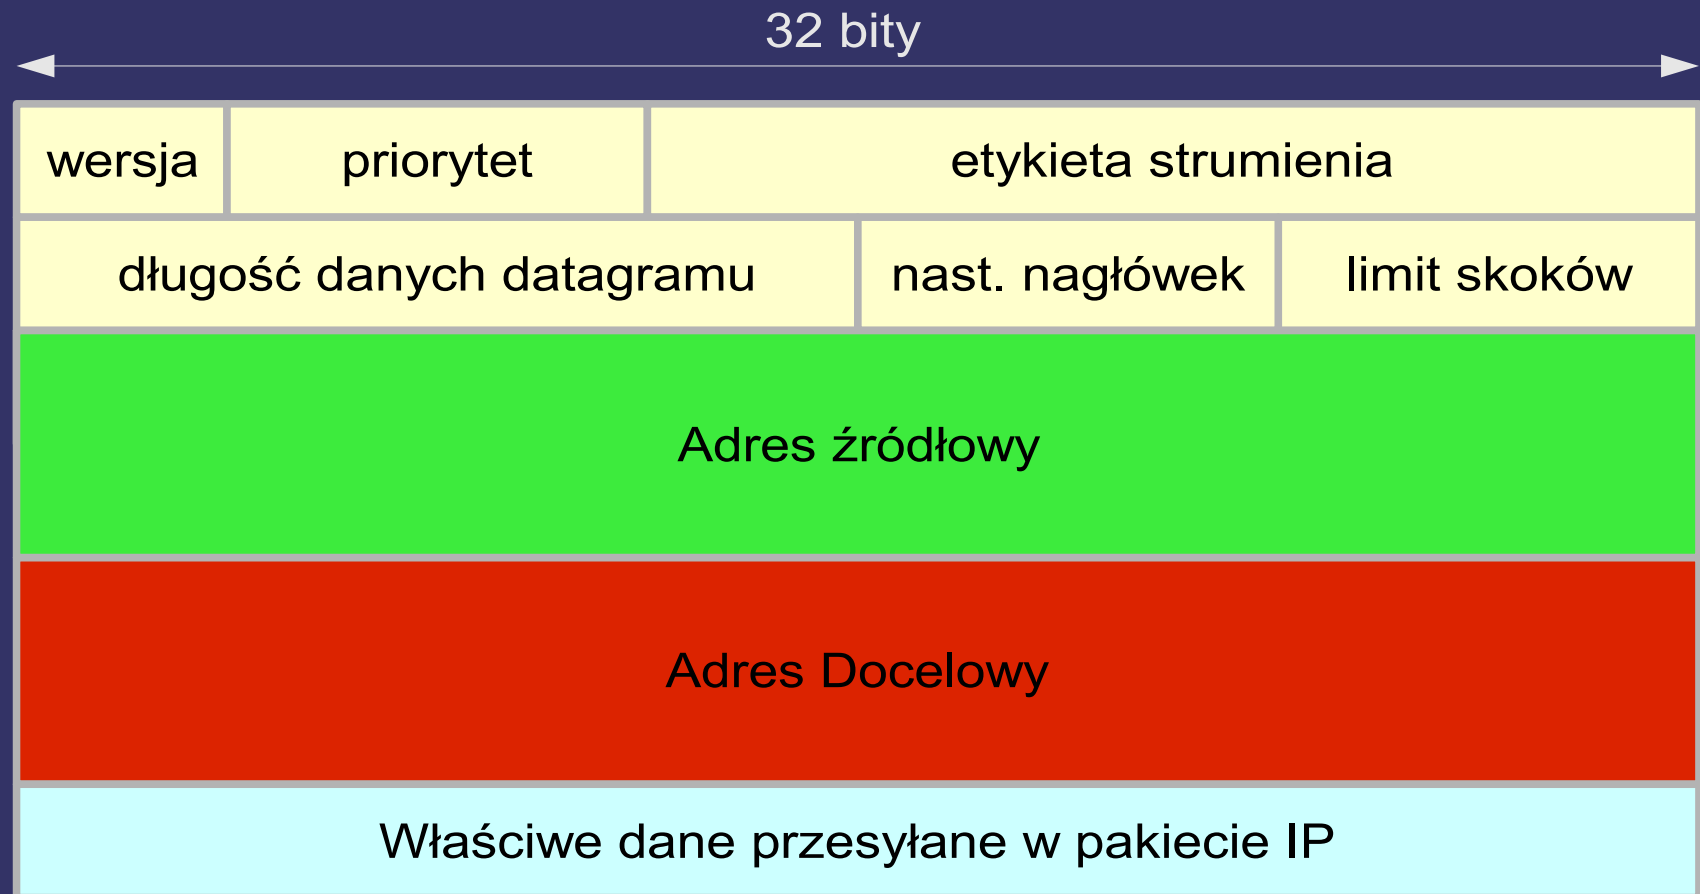 32 bity
wersja priorytet etykieta strumienia
długość danych datagramu nast. nagłówek limit skoków
Adres źródłowy
Adres Docelowy
Właściwe dane przesyłane w pakiecie IP